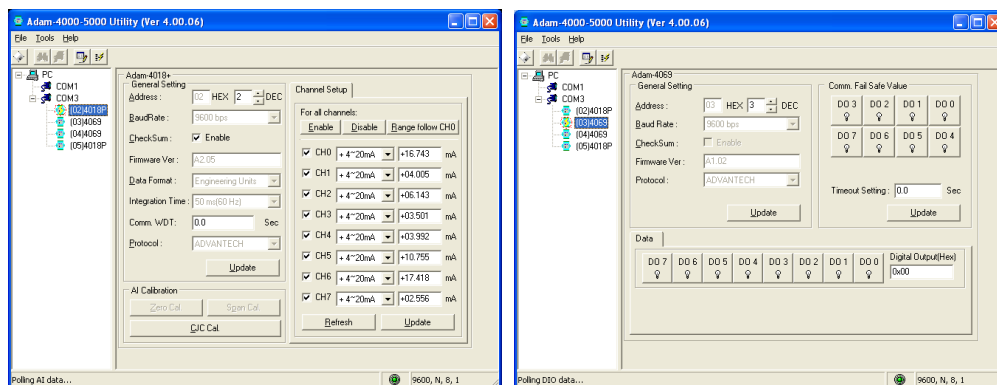 Adam-4000-5000 Utility (Ver 4.00.06)
File Tools Help
PC
COM1
COM3
(02)4018P
(03)4069
(04)4069
(05)4018P
Adam-4018+
General Setting
Address : 02 HEX 2 DEC
BaudRate : 9600 bps
CheckSum : Enable
Firmware Ver : A2.05
Data Format : Engineering Units
Integration Time : 50 ms(60 Hz)
Comm. WDT: 0.0 Sec
Protocol : ADVANTECH
Update
AI Calibration
Zero Cal. Span Cal.
CJC Cal.
Channel Setup
For all channels:
Enable Disable Range follow CH0
CH0 + 4~20mA +16.743 mA
CH1 + 4~20mA +04.005 mA
CH2 + 4~20mA +06.143 mA
CH3 + 4~20mA +03.501 mA
CH4 + 4~20mA +03.992 mA
CH5 + 4~20mA +10.755 mA
CH6 + 4~20mA +17.418 mA
CH7 + 4~20mA +02.556 mA
Refresh Update
Polling AI data... 9600, N, 8, 1
Adam-4000-5000 Utility (Ver 4.00.06)
File Tools Help
PC
COM1
COM3
(02)4018P
(03)4069
(04)4069
(05)4018P
Adam-4069
General Setting
Address : 03 HEX 3 DEC
Baud Rate : 9600 bps
CheckSum : Enable
Firmware Ver : A1.02
Protocol : ADVANTECH
Update
Comm. Fail Safe Value
DO 3 DO 2 DO 1 DO 0
DO 7 DO 6 DO 5 DO 4
Timeout Setting : 0.0 Sec
Update
Data
DO 7 DO 6 DO 5 DO 4 DO 3 DO 2 DO 1 DO 0 Digital Output(Hex)
0x00
Polling DIO data... 9600, N, 8, 1